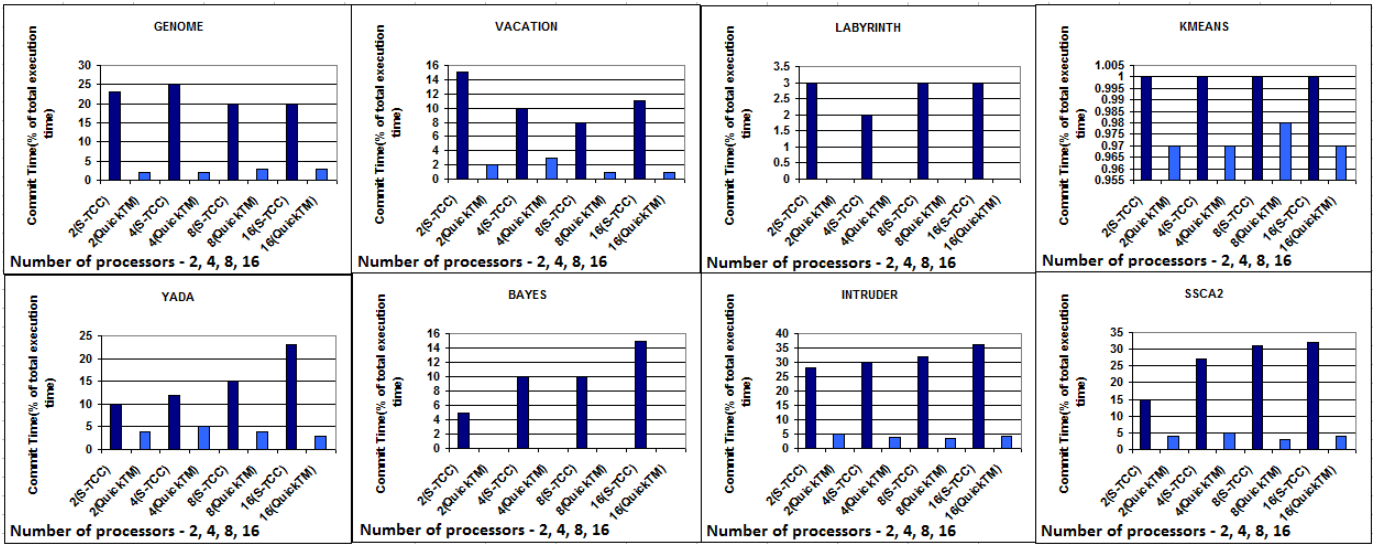 GENOME
Commit Time(% of total execution
time)
30
25
20
15
10
5
0
2(S-TCC)
2(QuickTM)
4(S-TCC)
4(QuickTM)
8(S-TCC)
8(QuickTM)
16(S-TCC)
16(QuickTM)
Number of processors - 2, 4, 8, 16
VACATION
Commit Time(% of total execution
time)
16
14
12
10
8
6
4
2
0
2(S-TCC)
2(QuickTM)
4(S-TCC)
4(QuickTM)
8(S-TCC)
8(QuickTM)
16(S-TCC)
16(QuickTM)
Number of processors - 2, 4, 8, 16
LABYRINTH
Commit Time(% of total execution
time)
3.5
3
2.5
2
1.5
1
0.5
0
2(S-TCC)
2(QuickTM)
4(S-TCC)
4(QuickTM)
8(S-TCC)
8(QuickTM)
16(S-TCC)
16(QuickTM)
Number of processors - 2, 4, 8, 16
KMEANS
Commit Time(% of total execution
time)
1.005
1
0.995
0.99
0.985
0.98
0.975
0.97
0.965
0.96
0.955
2(S-TCC)
2(QuickTM)
4(S-TCC)
4(QuickTM)
8(S-TCC)
8(QuickTM)
16(S-TCC)
16(QuickTM)
Number of processors - 2, 4, 8, 16
YADA
Commit Time(% of total execution
time)
25
20
15
10
5
0
2(S-TCC)
2(QuickTM)
4(S-TCC)
4(QuickTM)
8(S-TCC)
8(QuickTM)
16(S-TCC)
16(QuickTM)
Number of processors - 2, 4, 8, 16
BAYES
Commit Time(% of total execution
time)
16
14
12
10
8
6
4
2
0
2(S-TCC)
2(QuickTM)
4(S-TCC)
4(QuickTM)
8(S-TCC)
8(QuickTM)
16(S-TCC)
16(QuickTM)
Number of processors - 2, 4, 8, 16
INTRUDER
Commit Time(% of total execution
time)
40
35
30
25
20
15
10
5
0
2(S-TCC)
2(QuickTM)
4(S-TCC)
4(QuickTM)
8(S-TCC)
8(QuickTM)
16(S-TCC)
16(QuickTM)
Number of processors - 2, 4, 8, 16
SSCA2
Commit Time(% of total execution
time)
35
30
25
20
15
10
5
0
2(S-TCC)
2(QuickTM)
4(S-TCC)
4(QuickTM)
8(S-TCC)
8(QuickTM)
16(S-TCC)
16(QuickTM)
Number of processors - 2, 4, 8, 16